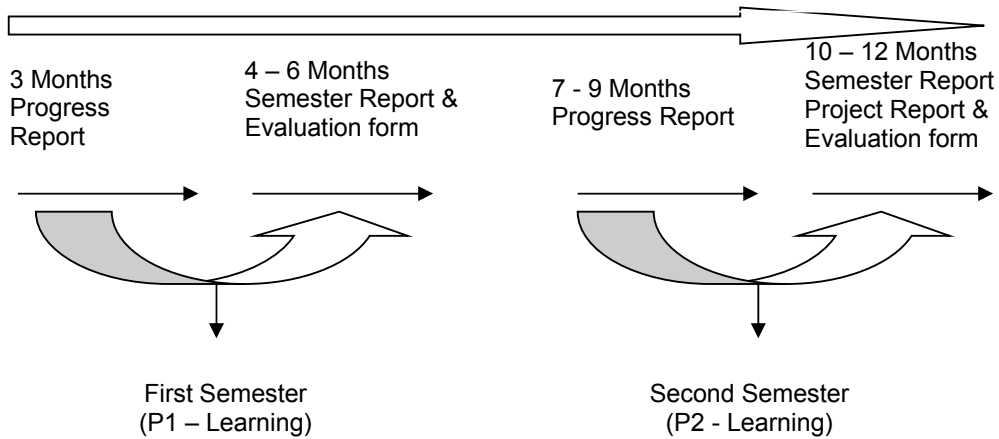 3 Months
Progress
Report
4 – 6 Months
Semester Report &
Evaluation form
7 - 9 Months
Progress Report
10 – 12 Months
Semester Report
Project Report &
Evaluation form
First Semester
(P1 – Learning)
Second Semester
(P2 - Learning)